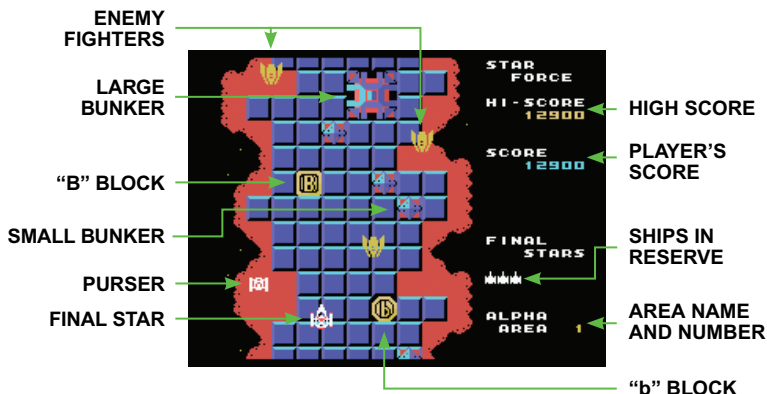 ENEMY
FIGHTERS
LARGE
BUNKER
“B” BLOCK
SMALL BUNKER
PURSER
FINAL STAR
B
b
STAR
FORCE
HI-SCORE
12900
SCORE
12900
FINAL
STARS
ALPHA
AREA 1
HIGH SCORE
PLAYER’S
SCORE
SHIPS IN
RESERVE
AREA NAME
AND NUMBER
“b” BLOCK